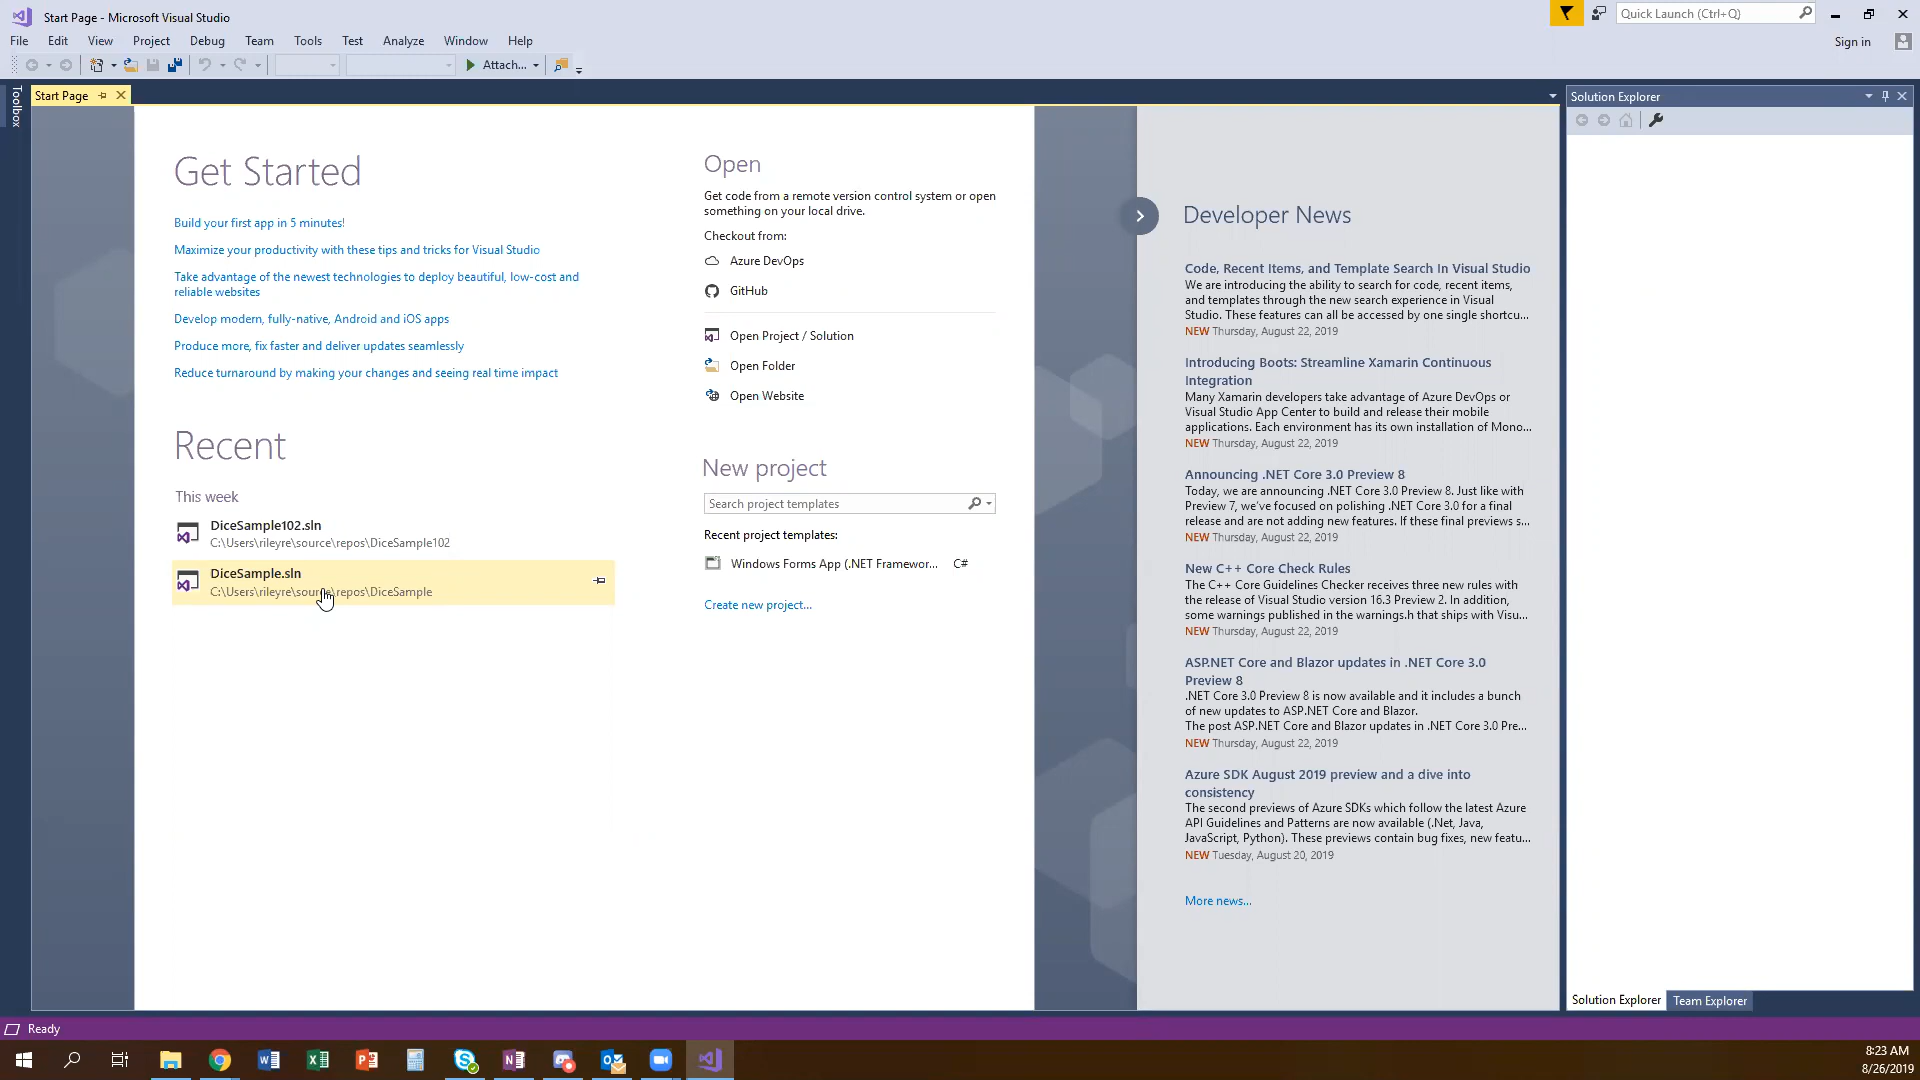 Start Page - Microsoft Visual Studio
Quick Launch (Ctrl+Q)
File Edit View Project Debug Team Tools Test Analyze Window Help
Sign in
Attach...
Toolbox
Start Page
Get Started
Build your first app in 5 minutes!
Maximize your productivity with these tips and tricks for Visual Studio
Take advantage of the newest technologies to deploy beautiful, low-cost and
reliable websites
Develop modern, fully-native, Android and iOS apps
Produce more, fix faster and deliver updates seamlessly
Reduce turnaround by making your changes and seeing real time impact
Recent
This week
DiceSample102.sln
C:\Users\rileyre\source\repos\DiceSample102
DiceSample.sln
C:\Users\rileyre\source\repos\DiceSample
Open
Get code from a remote version control system or open
something on your local drive.
Checkout from:
Azure DevOps
GitHub
Open Project / Solution
Open Folder
Open Website
New project
Search project templates
Recent project templates:
Windows Forms App (.NET Framewor... C#
Create new project...
Developer News
Code, Recent Items, and Template Search In Visual Studio
We are introducing the ability to search for code, recent items,
and templates through the new search experience in Visual
Studio. These features can all be accessed by one single shortcu...
NEW Thursday, August 22, 2019
Introducing Boots: Streamline Xamarin Continuous
Integration
Many Xamarin developers take advantage of Azure DevOps or
Visual Studio App Center to build and release their mobile
applications. Each environment has its own installation of Mono...
NEW Thursday, August 22, 2019
Announcing .NET Core 3.0 Preview 8
Today, we are announcing .NET Core 3.0 Preview 8. Just like with
Preview 7, we've focused on polishing .NET Core 3.0 for a final
release and are not adding new features. If these final previews s...
NEW Thursday, August 22, 2019
New C++ Core Check Rules
The C++ Core Guidelines Checker receives three new rules with
the release of Visual Studio version 16.3 Preview 2. In addition,
some warnings published in the warnings.h that ships with Visu...
NEW Thursday, August 22, 2019
ASP.NET Core and Blazor updates in .NET Core 3.0
Preview 8
.NET Core 3.0 Preview 8 is now available and it includes a bunch
of new updates to ASP.NET Core and Blazor.
The post ASP.NET Core and Blazor updates in .NET Core 3.0 Pre...
NEW Thursday, August 22, 2019
Azure SDK August 2019 preview and a dive into
consistency
The second previews of Azure SDKs which follow the latest Azure
API Guidelines and Patterns are now available (.Net, Java,
JavaScript, Python). These previews contain bug fixes, new featu...
NEW Tuesday, August 20, 2019
More news...
Solution Explorer
Solution Explorer Team Explorer
Ready
8:23 AM
8/26/2019